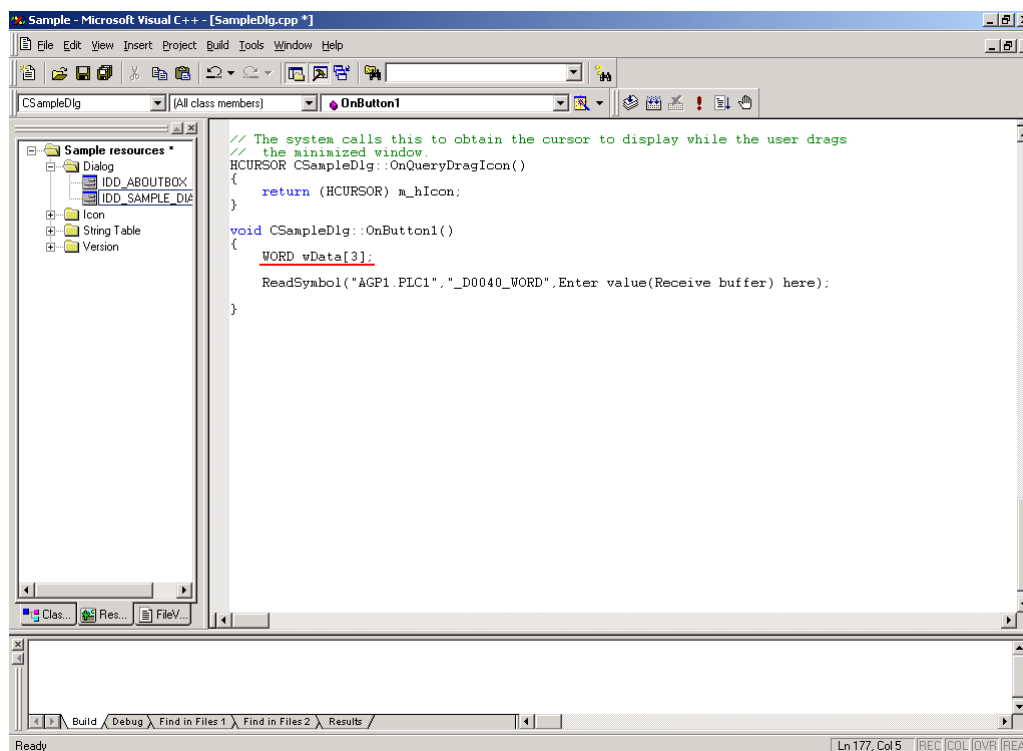 Sample - Microsoft Visual C++ - [SampleDlg.cpp *]
File Edit View Insert Project Build Tools Window Help
CSampleDlg (All class members) OnButton1
Sample resources *
Dialog
IDD_ABOUTBOX
IDD_SAMPLE_DIA
Icon
String Table
Version
// The system calls this to obtain the cursor to display while the user drags
//  the minimized window.
HCURSOR CSampleDlg::OnQueryDragIcon()
{
    return (HCURSOR) m_hIcon;
}
void CSampleDlg::OnButton1()
{
    WORD wData[3];
    ReadSymbol("AGP1.PLC1","_D0040_WORD",Enter value(Receive buffer) here);
}
Clas... Res... FileV...
Build Debug Find in Files 1 Find in Files 2 Results
Ready Ln 177, Col 5 REC COL OVR REA